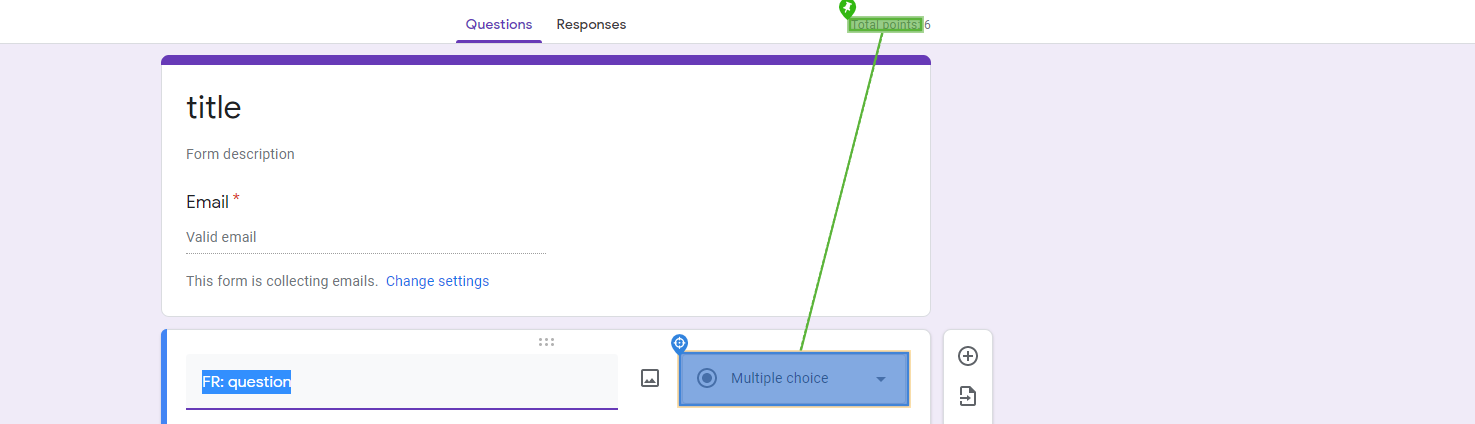 Questions Responses Total points: 6
title
Form description
Email *
Valid email
This form is collecting emails. Change settings
FR: question Multiple choice